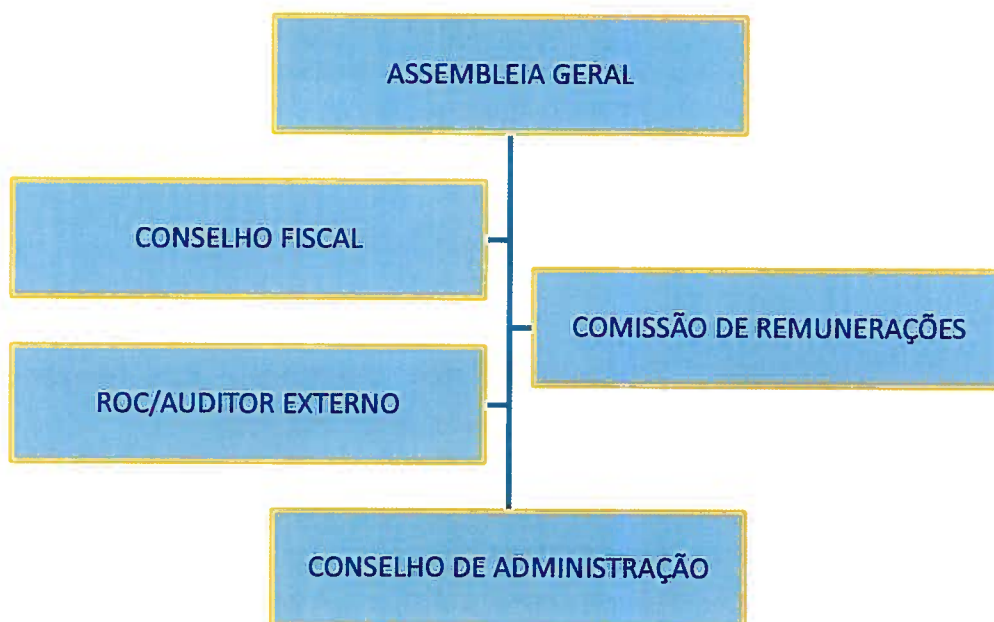 ASSEMBLEIA GERAL
CONSELHO FISCAL
COMISSÃO DE REMUNERAÇÕES
ROC/AUDITOR EXTERNO
CONSELHO DE ADMINISTRAÇÃO